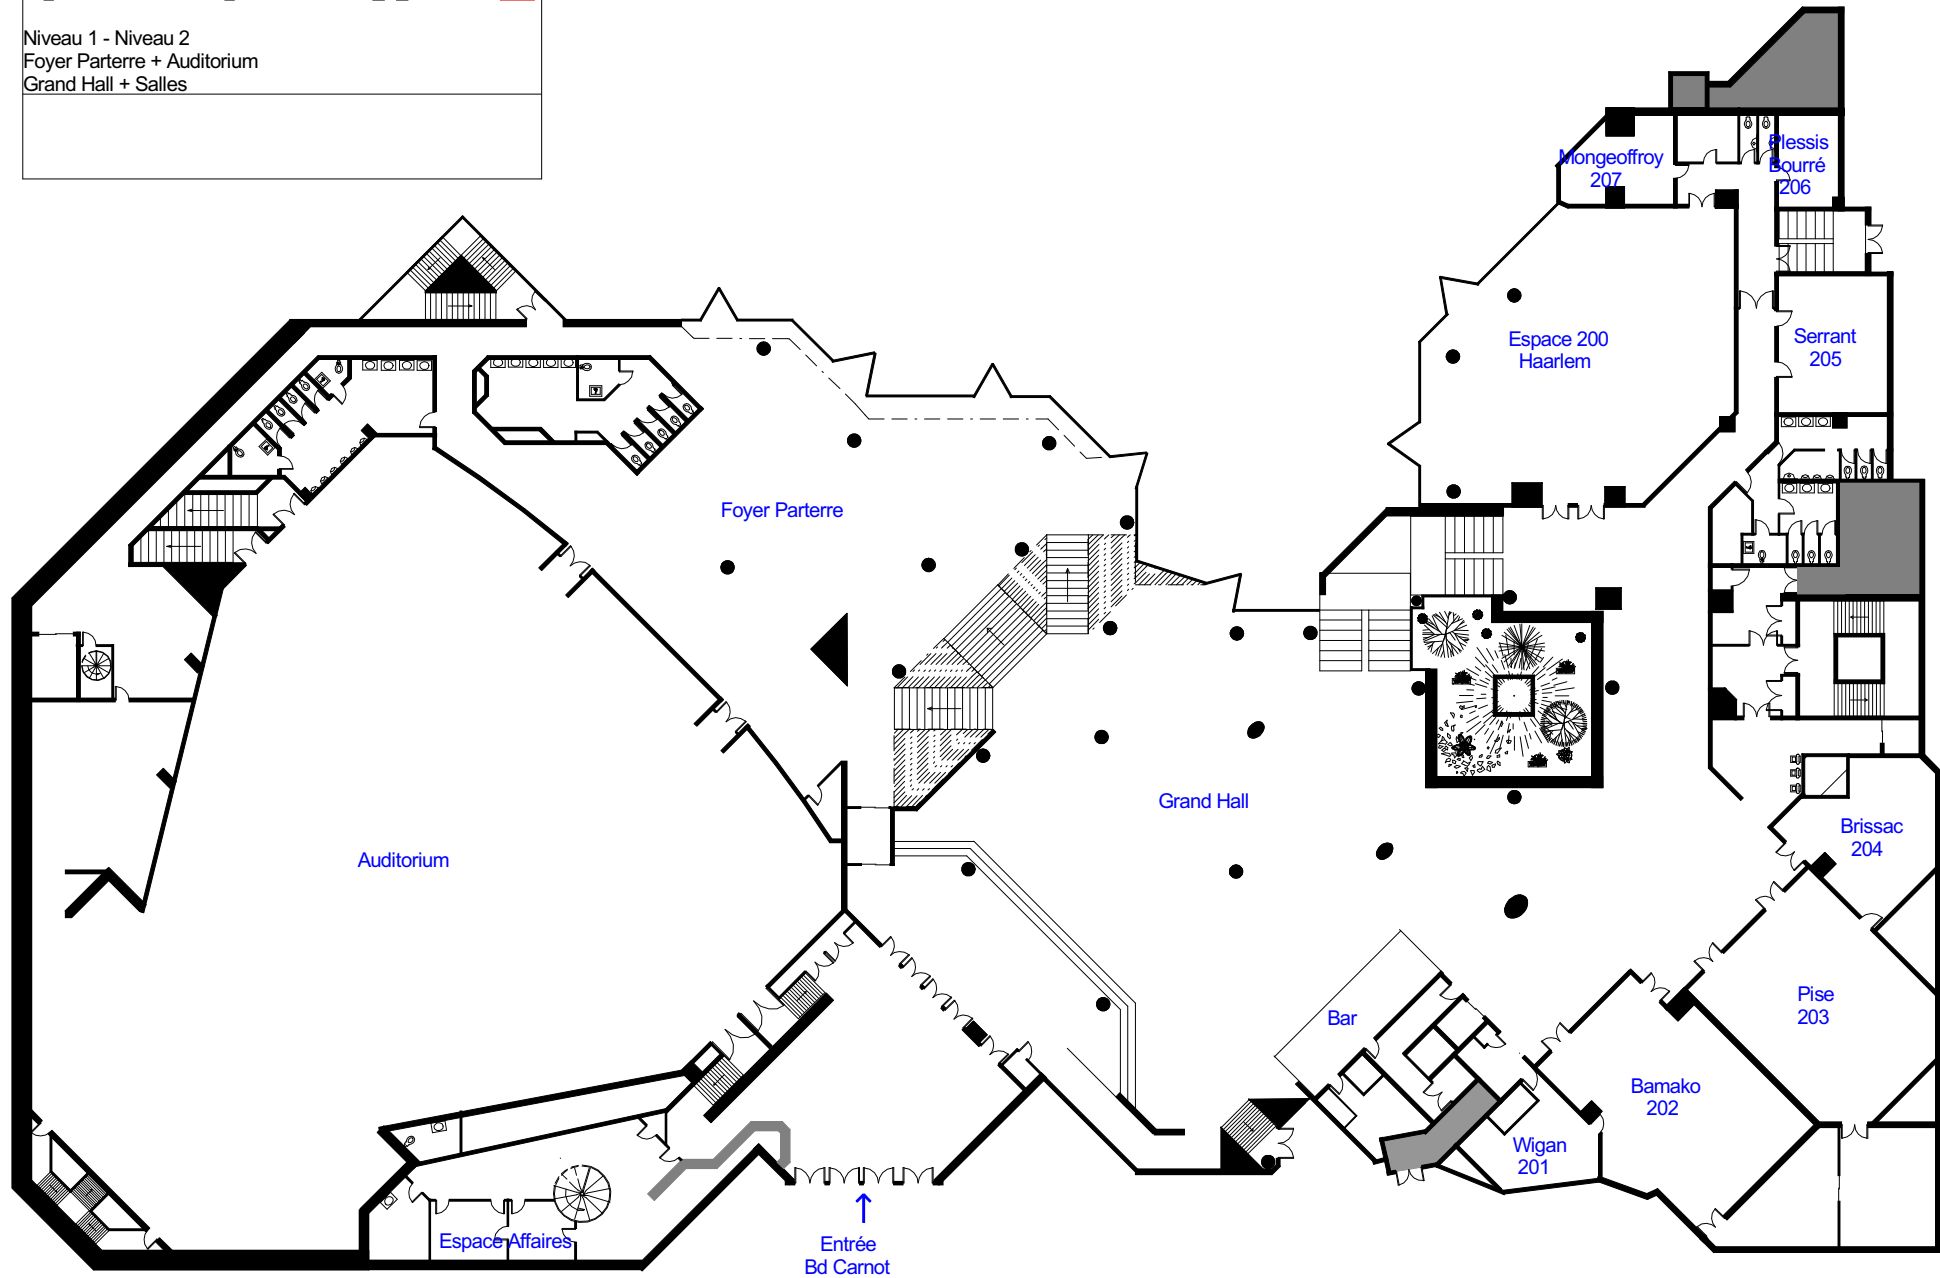 Niveau 1 - Niveau 2
Foyer Parterre + Auditorium
Grand Hall + Salles
Mongeoffroy
207
Plessis
Bourré
206
Espace 200
Haarlem
Serrant
205
Foyer Parterre
Grand Hall
Brissac
204
Auditorium
Pise
203
Bar
Bamako
202
Wigan
201
Espace Affaires
Entrée
Bd Carnot